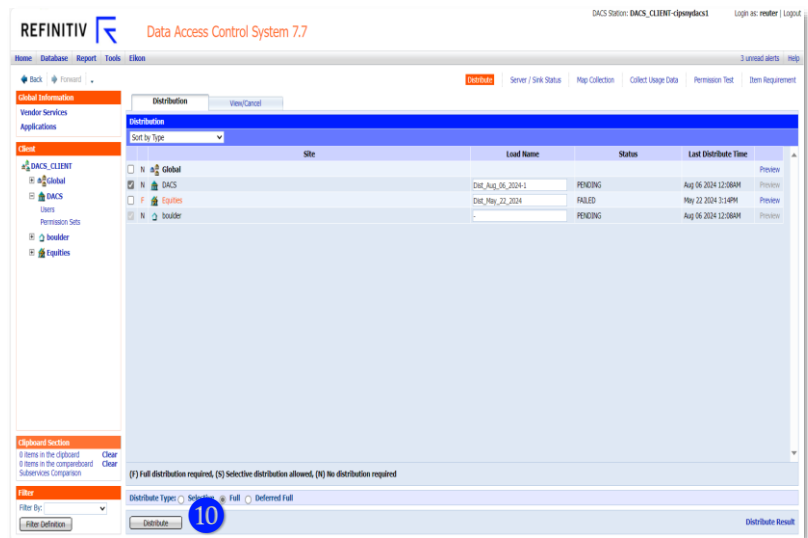 DACS Station: DACS_CLIENT-cipsnydacs1 Login as: reuter | Logout
REFINITIV Data Access Control System 7.7
Home Database Report Tools Eikon 3 unread alerts Help
Back Forward Distribute Server / Sink Status Map Collection Collect Usage Data Permission Test Item Requirement
Global Information
Distribution View/Cancel
Vendor Services
Applications
Distribution
Sort by Type
Client
Site Load Name Status Last Distribute Time
DACS_CLIENT
N Global Preview
Global
N DACS Dist_Aug_06_2024-1 PENDING Aug 06 2024 12:08AM Preview
DACS
F Equities Dist_May_22_2024 FAILED May 22 2024 3:14PM Preview
Users
N boulder - PENDING Aug 06 2024 12:08AM Preview
Permission Sets
boulder
Equities
Clipboard Section
0 items in the clipboard Clear
0 items in the compareboard Clear
Subservices Comparison
(F) Full distribution required, (S) Selective distribution allowed, (N) No distribution required
Filter
Distribute Type: Selective Full Deferred Full
Filter By:
Filter Definition
Distribute 10 Distribute Result